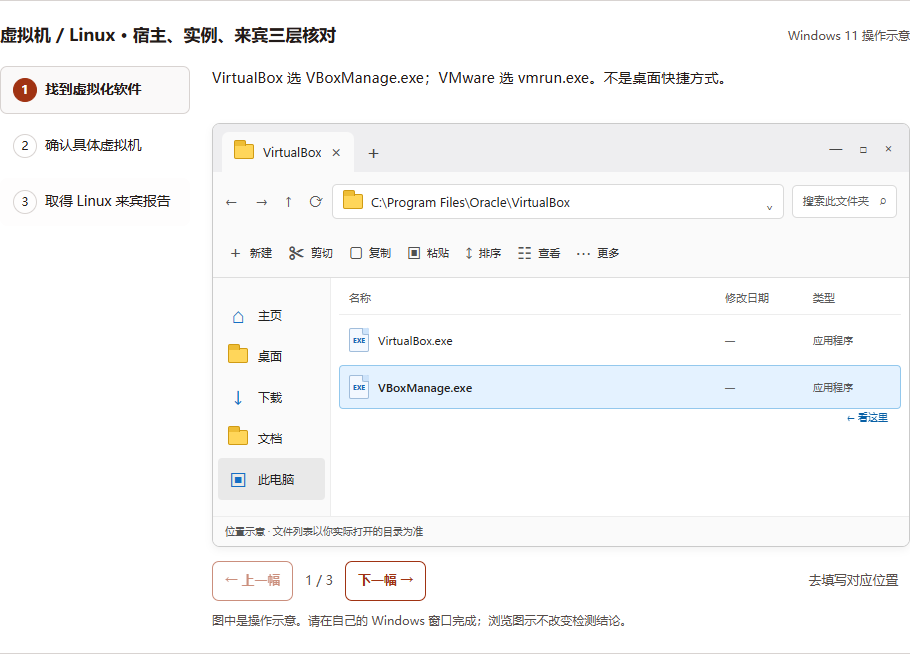 虚拟机 / Linux • 宿主、实例、来宾三层核对
Windows 11 操作示意
1 找到虚拟化软件
2 确认具体虚拟机
3 取得 Linux 来宾报告
VirtualBox 选 VBoxManage.exe；VMware 选 vmrun.exe。不是桌面快捷方式。
VirtualBox × +
— □ ×
← → ↑ ⟳ C:\Program Files\Oracle\VirtualBox
搜索此文件夹
+ 新建 剪切 复制 粘贴 ↕ 排序 查看 ··· 更多
主页
桌面
↓ 下载
文档
此电脑
名称 修改日期 类型
EXE VirtualBox.exe — 应用程序
EXE VBoxManage.exe — 应用程序
← 看这里
位置示意 · 文件列表以你实际打开的目录为准
← 上一幅 1 / 3 下一幅 →
去填写对应位置
图中是操作示意。请在自己的 Windows 窗口完成；浏览图示不改变检测结论。